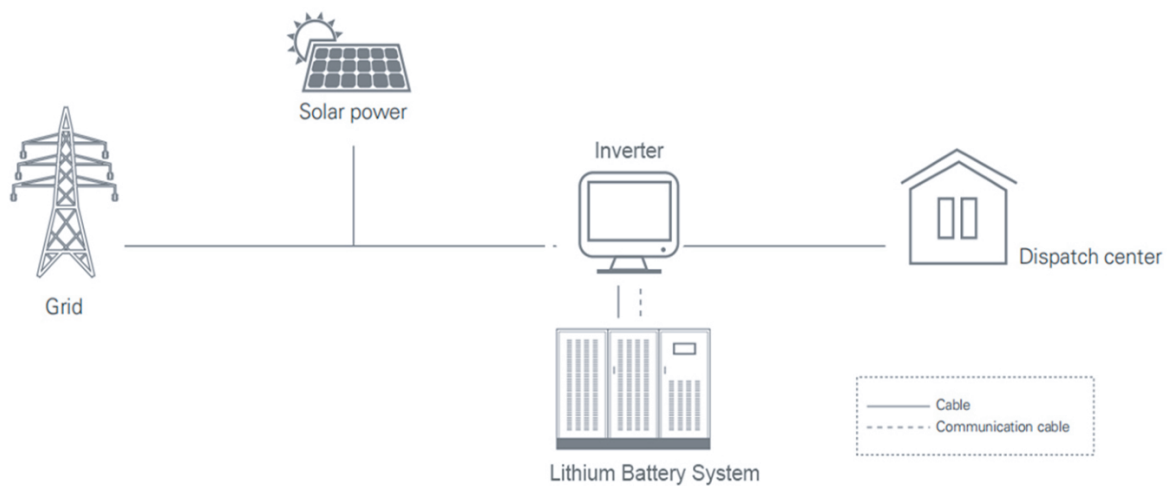 Solar power
Inverter
Grid
Dispatch center
Lithium Battery System
Cable
Communication cable